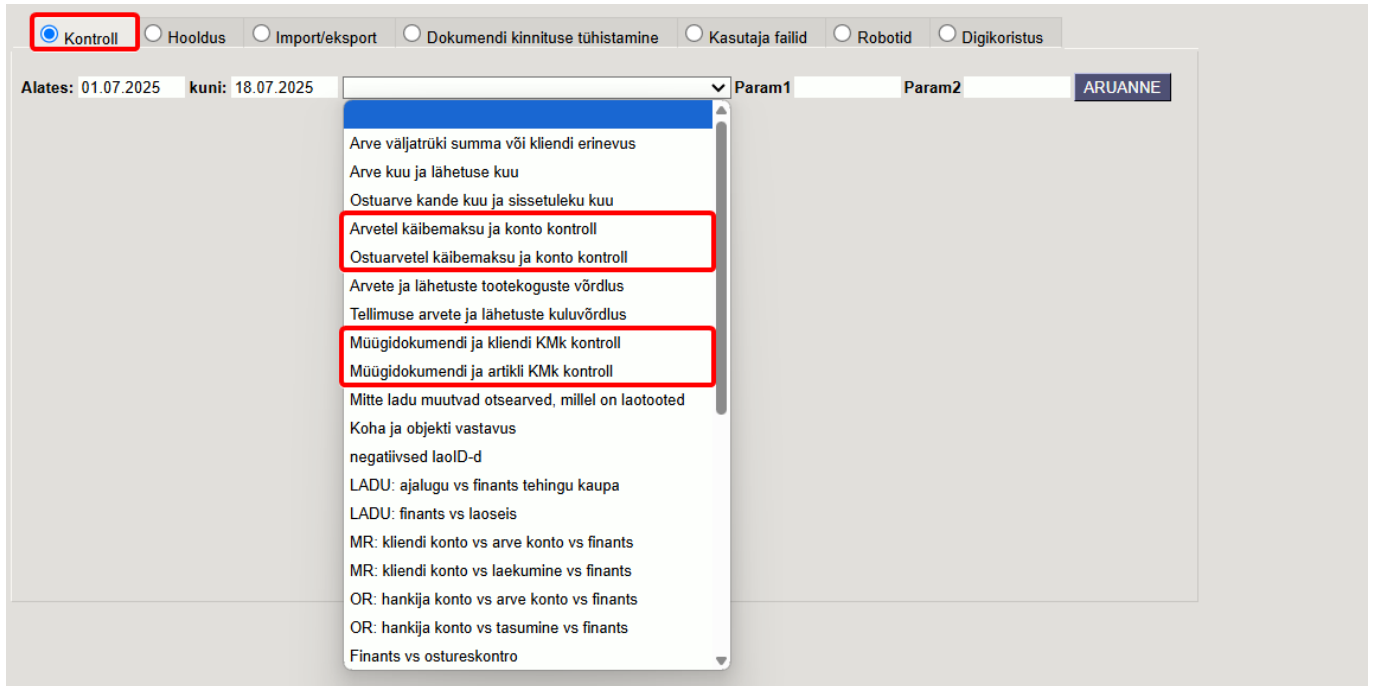 Kontroll Hooldus Import/eksport Dokumendi kinnituse tühistamine Kasutaja failid Robotid Digikoristus
Alates: 01.07.2025 kuni: 18.07.2025 Param1 Param2 ARUANNE
Arve väljatrüki summa või kliendi erinevus
Arve kuu ja lähetuse kuu
Ostuarve kande kuu ja sissetuleku kuu
Arvetel käibemaksu ja konto kontroll
Ostuarvetel käibemaksu ja konto kontroll
Arvete ja lähetuste tootekoguste võrdlus
Tellimuse arvete ja lähetuste kuluvõrdlus
Müügidokumendi ja kliendi KMk kontroll
Müügidokumendi ja artikli KMk kontroll
Mitte ladu muutvad otsearved, millel on laotooted
Koha ja objekti vastavus
negatiivsed laoID-d
LADU: ajalugu vs finants tehingu kaupa
LADU: finants vs laoseis
MR: kliendi konto vs arve konto vs finants
MR: kliendi konto vs laekumine vs finants
OR: hankija konto vs arve konto vs finants
OR: hankija konto vs tasumine vs finants
Finants vs ostureskontro